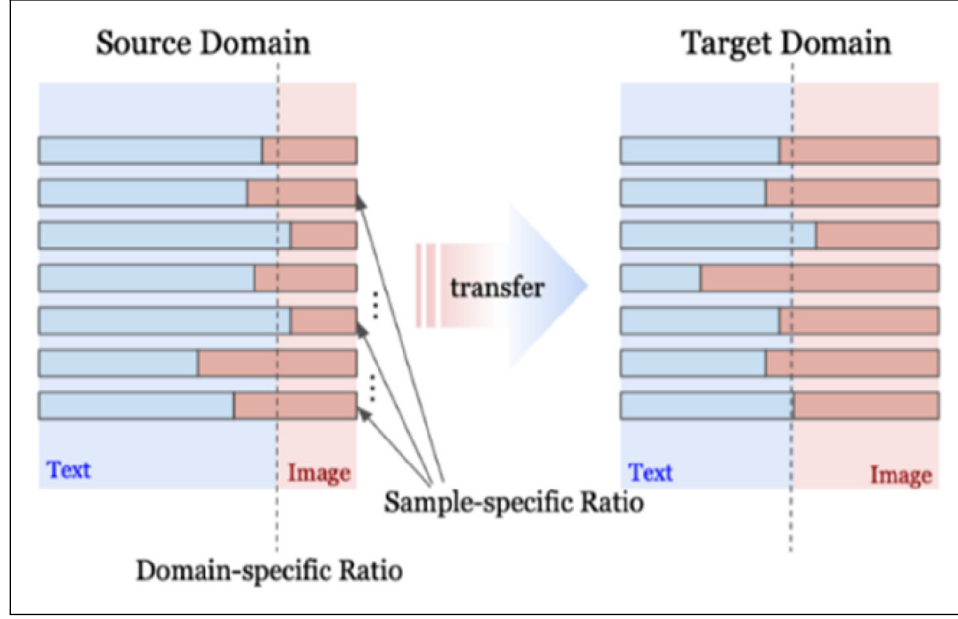 Source Domain
Target Domain
transfer
Text
Image
Text
Image
Sample-specific Ratio
Domain-specific Ratio